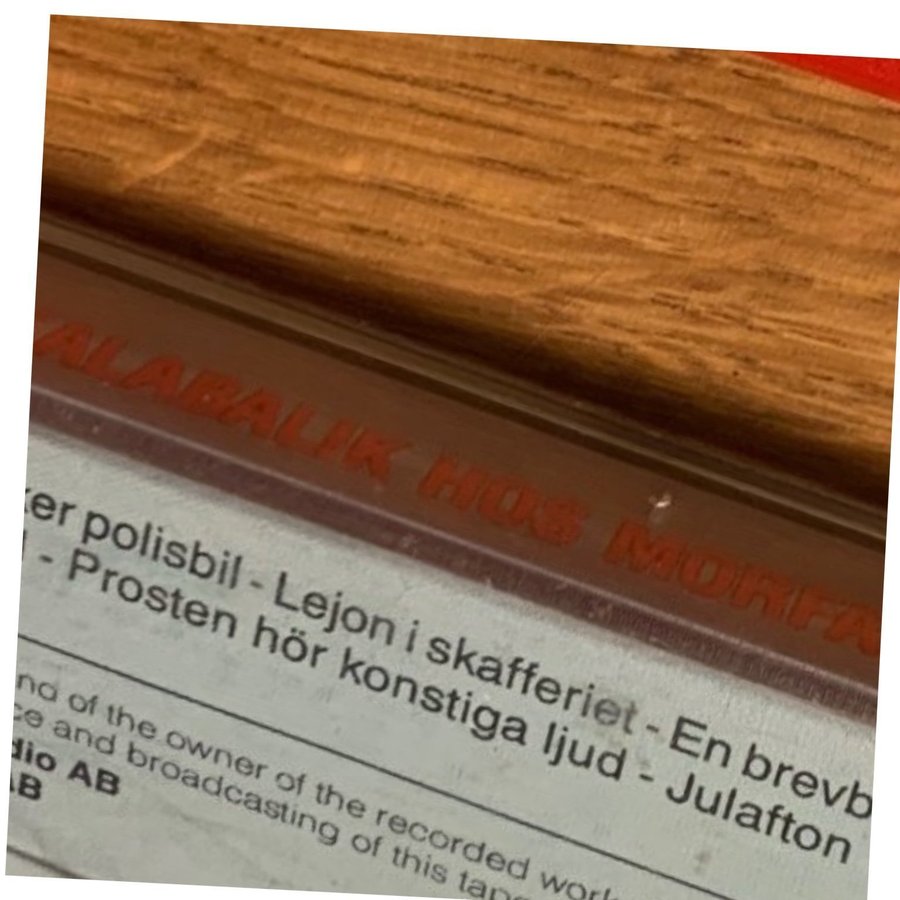 KALABALIK HOS MORFA
ker polisbil - Lejon i skafferiet - En brevb
- Prosten hör konstiga ljud - Julafton
nd of the owner of the recorded work
ce and broadcasting of this tape
dio AB
AB